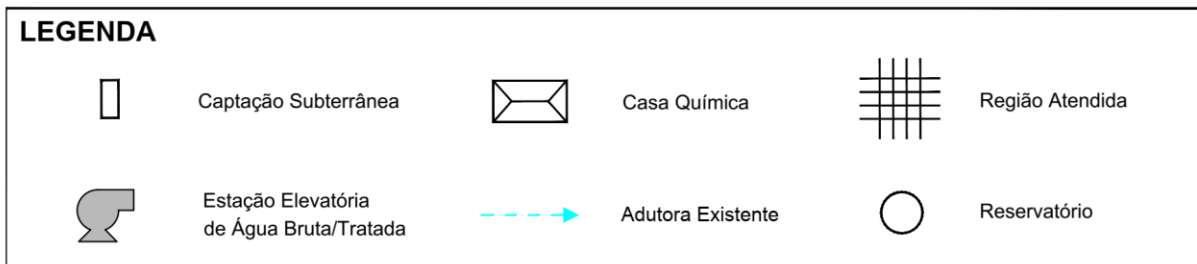 LEGENDA
Captação Subterrânea
Casa Química
Região Atendida
Estação Elevatória
de Água Bruta/Tratada
Adutora Existente
Reservatório